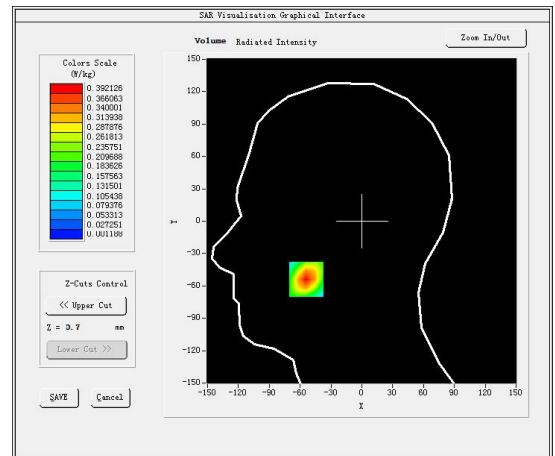 SAR Visualisation Graphical Interface
Volume Radiated Intensity
Zoom In/Out
Colors Scale
(W/kg)
0.392126
0.366063
0.340001
0.313938
0.287876
0.261813
0.235751
0.209688
0.183626
0.157563
0.131501
0.105438
0.079376
0.053313
0.027251
0.001188
Z-Cuts Control
<< Upper Cut
Z = 0.7 mm
Lower Cut >>
SAVE Cancel
150
120
90
60
30
0
-30
-60
-90
-120
-150
Y
-150 -120 -90 -60 -30 0 30 60 90 120 150
X